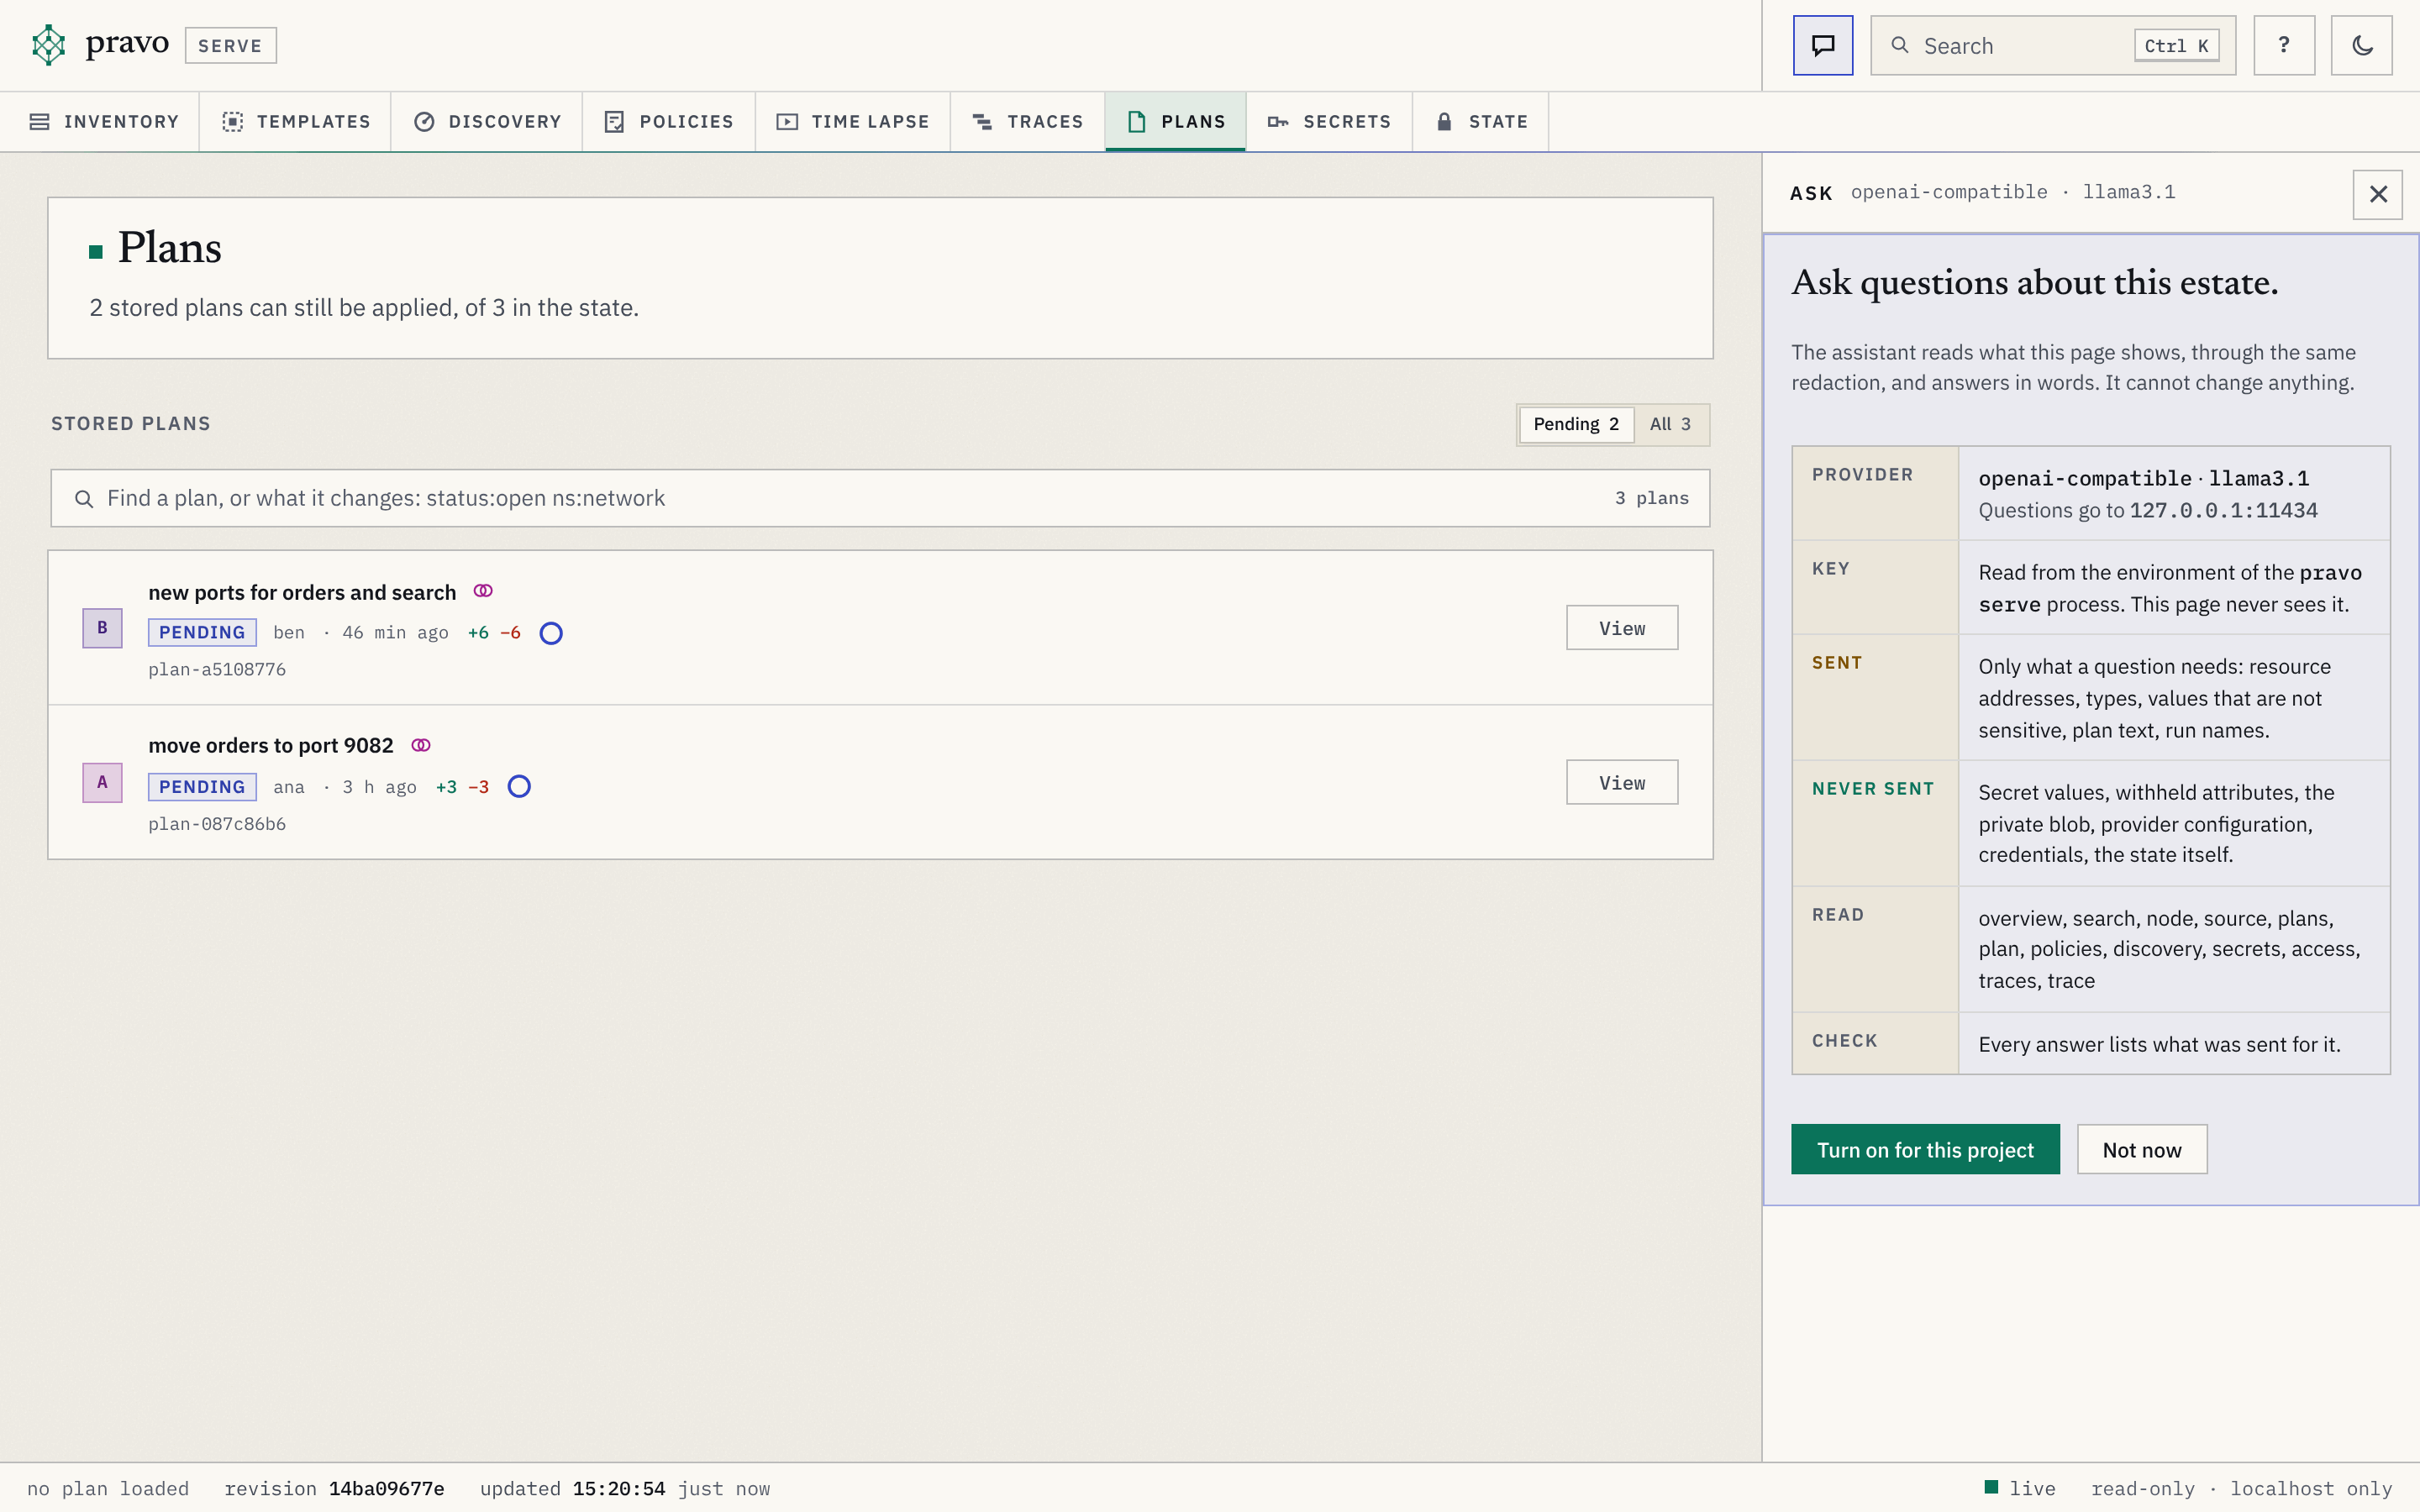 pravo SERVE
Search Ctrl K ?
INVENTORY TEMPLATES DISCOVERY POLICIES TIME LAPSE TRACES PLANS SECRETS STATE
Plans
2 stored plans can still be applied, of 3 in the state.
STORED PLANS
Pending 2 All 3
Find a plan, or what it changes: status:open ns:network 3 plans
B
new ports for orders and search
PENDING ben · 46 min ago +6 −6
plan-a5108776
View
A
move orders to port 9082
PENDING ana · 3 h ago +3 −3
plan-087c86b6
View
ASK openai-compatible · llama3.1
Ask questions about this estate.
The assistant reads what this page shows, through the same
redaction, and answers in words. It cannot change anything.
PROVIDER
openai-compatible · llama3.1
Questions go to 127.0.0.1:11434
KEY
Read from the environment of the pravo
serve process. This page never sees it.
SENT
Only what a question needs: resource
addresses, types, values that are not
sensitive, plan text, run names.
NEVER SENT
Secret values, withheld attributes, the
private blob, provider configuration,
credentials, the state itself.
READ
overview, search, node, source, plans,
plan, policies, discovery, secrets, access,
traces, trace
CHECK
Every answer lists what was sent for it.
Turn on for this project Not now
no plan loaded revision 14ba09677e updated 15:20:54 just now
live read-only · localhost only